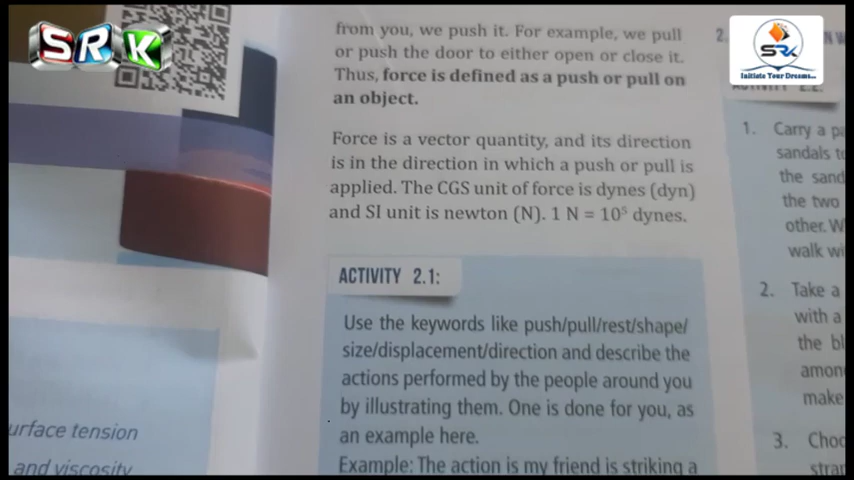 SRK
from you, we push it. For example, we pull
or push the door to either open or close it.
Thus, force is defined as a push or pull on
an object.
Force is a vector quantity, and its direction
is in the direction in which a push or pull is
applied. The CGS unit of force is dynes (dyn)
and SI unit is newton (N). 1 N = 10⁵ dynes.
ACTIVITY 2.1:
Use the keywords like push/pull/rest/shape/
size/displacement/direction and describe the
actions performed by the people around you
by illustrating them. One is done for you, as
an example here.
Example: The action is my friend is striking a
urface tension
and viscosity
SRK
Initiate Your Dreams...
2.
1. Carry a pa
sandals to
the sand
the two
other. W
walk wi
2. Take a
with a
the bl
amon
make
3. Choo
stra